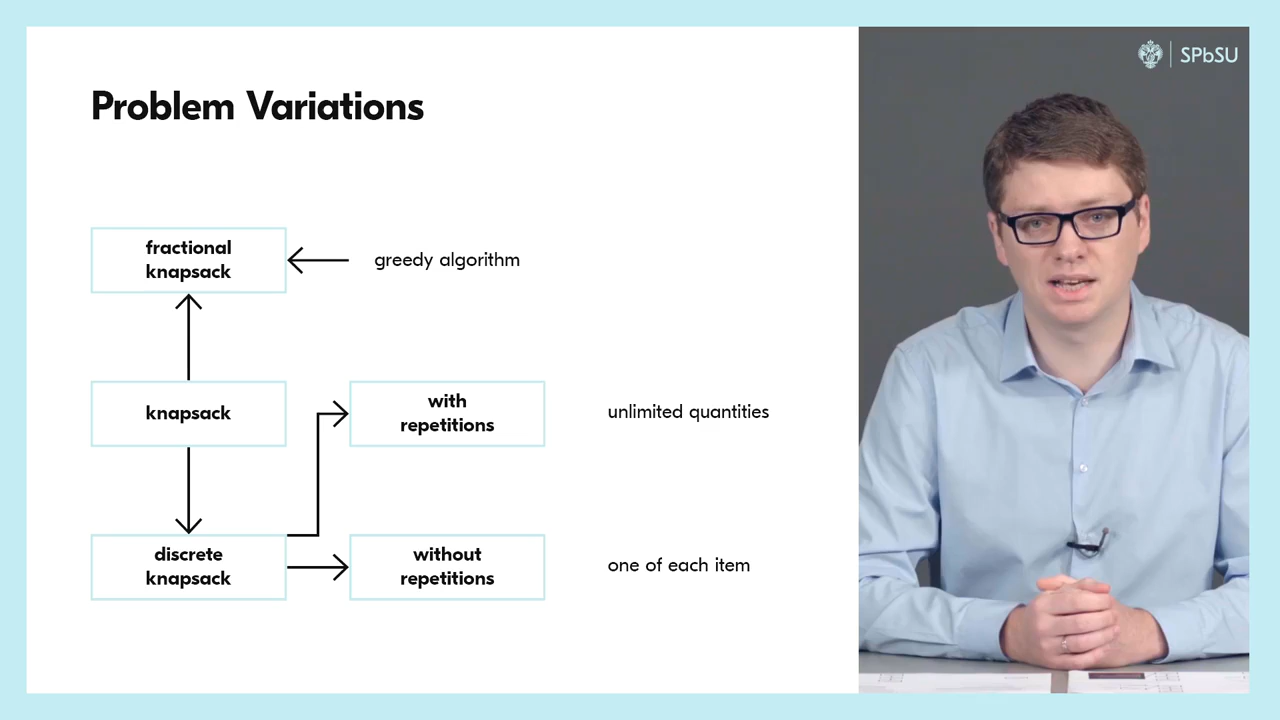 SPbSU
Problem Variations
fractional
knapsack
greedy algorithm
knapsack
with
repetitions
unlimited quantities
discrete
knapsack
without
repetitions
one of each item